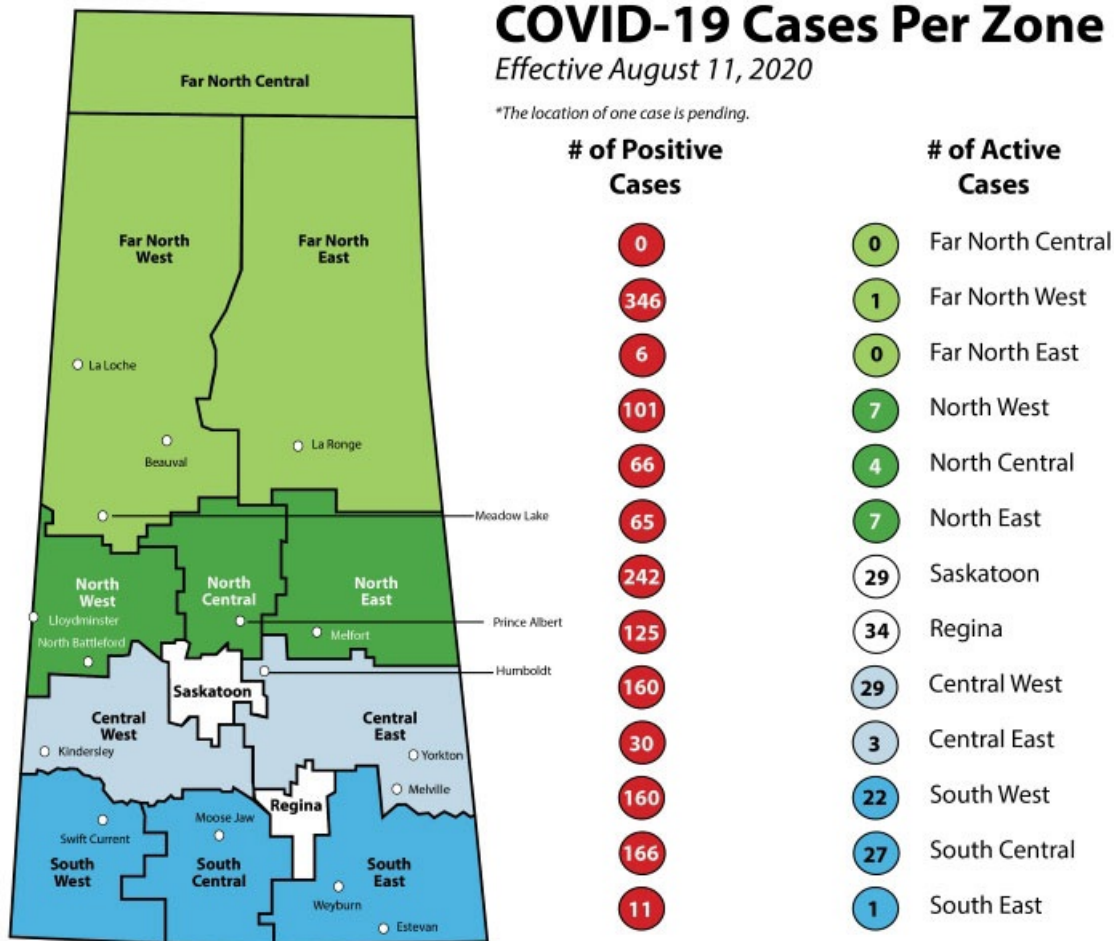 COVID-19 Cases Per Zone
Effective August 11, 2020
*The location of one case is pending.
# of Positive
Cases
# of Active
Cases
0 0 Far North Central
346 1 Far North West
6 0 Far North East
101 7 North West
66 4 North Central
65 7 North East
242 29 Saskatoon
125 34 Regina
160 29 Central West
30 3 Central East
160 22 South West
166 27 South Central
11 1 South East
Far North Central
Far North
West
Far North
East
La Loche
Beauval
La Ronge
Meadow Lake
North
West
North
Central
North
East
Lloydminster
North Battleford
Prince Albert
Melfort
Humboldt
Saskatoon
Central
West
Central
East
Kindersley
Yorkton
Melville
Regina
Moose Jaw
Swift Current
South
West
South
Central
South
East
Weyburn
Estevan